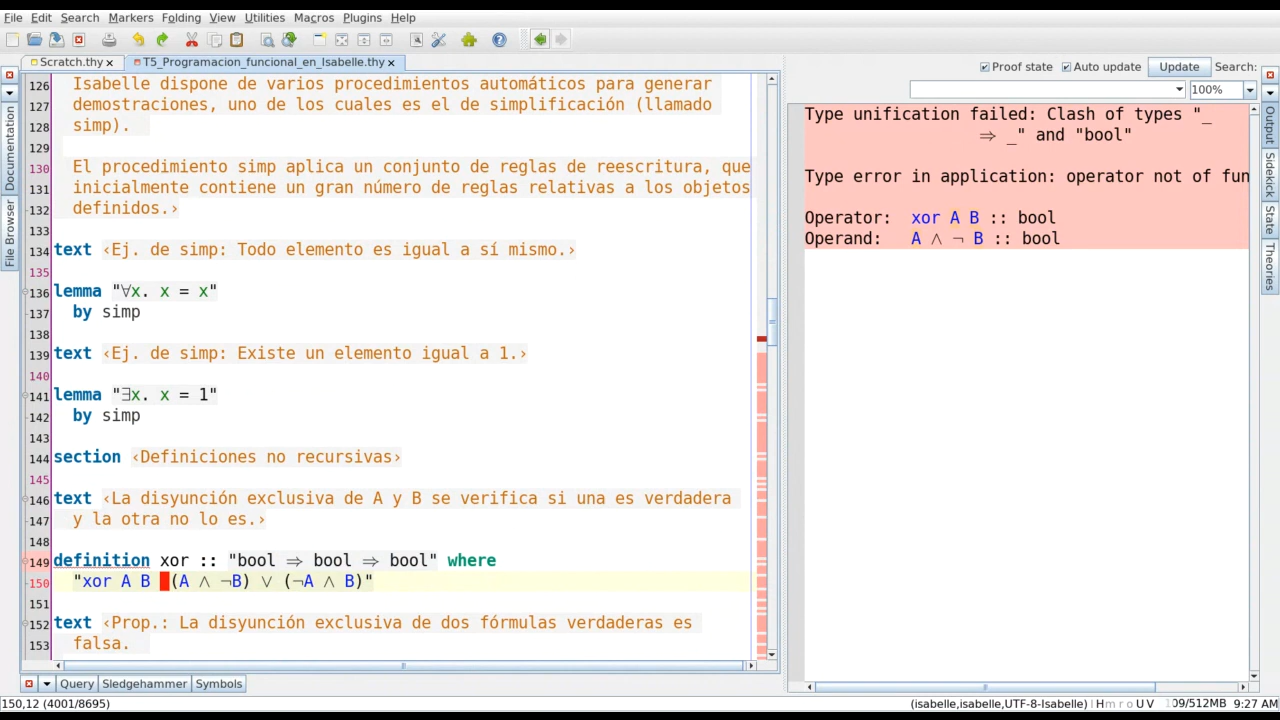 File Edit Search Markers Folding View Utilities Macros Plugins Help
Scratch.thy T5_Programacion_funcional_en_Isabelle.thy
Proof state Auto update Update Search:
100%
Documentation
File Browser
126 Isabelle dispone de varios procedimientos automáticos para generar
127 demostraciones, uno de los cuales es el de simplificación (llamado
128 simp).
129
130 El procedimiento simp aplica un conjunto de reglas de reescritura, que
131 inicialmente contiene un gran número de reglas relativas a los objetos
132 definidos.›
133
134 text ‹Ej. de simp: Todo elemento es igual a sí mismo.›
135
136 lemma "∀x. x = x"
137 by simp
138
139 text ‹Ej. de simp: Existe un elemento igual a 1.›
140
141 lemma "∃x. x = 1"
142 by simp
143
144 section ‹Definiciones no recursivas›
145
146 text ‹La disyunción exclusiva de A y B se verifica si una es verdadera
147 y la otra no lo es.›
148
149 definition xor :: "bool ⇒ bool ⇒ bool" where
150 "xor A B (A ∧ ¬B) ∨ (¬A ∧ B)"
151
152 text ‹Prop.: La disyunción exclusiva de dos fórmulas verdaderas es
153 falsa.
Type unification failed: Clash of types "_
⇒ _" and "bool"
Type error in application: operator not of fun
Operator: xor A B :: bool
Operand: A ∧ ¬ B :: bool
Output
Sidekick
State
Theories
Query Sledgehammer Symbols
150,12 (4001/8695) (isabelle,isabelle,UTF-8-Isabelle) H m r o U V 09/512MB 9:27 AM